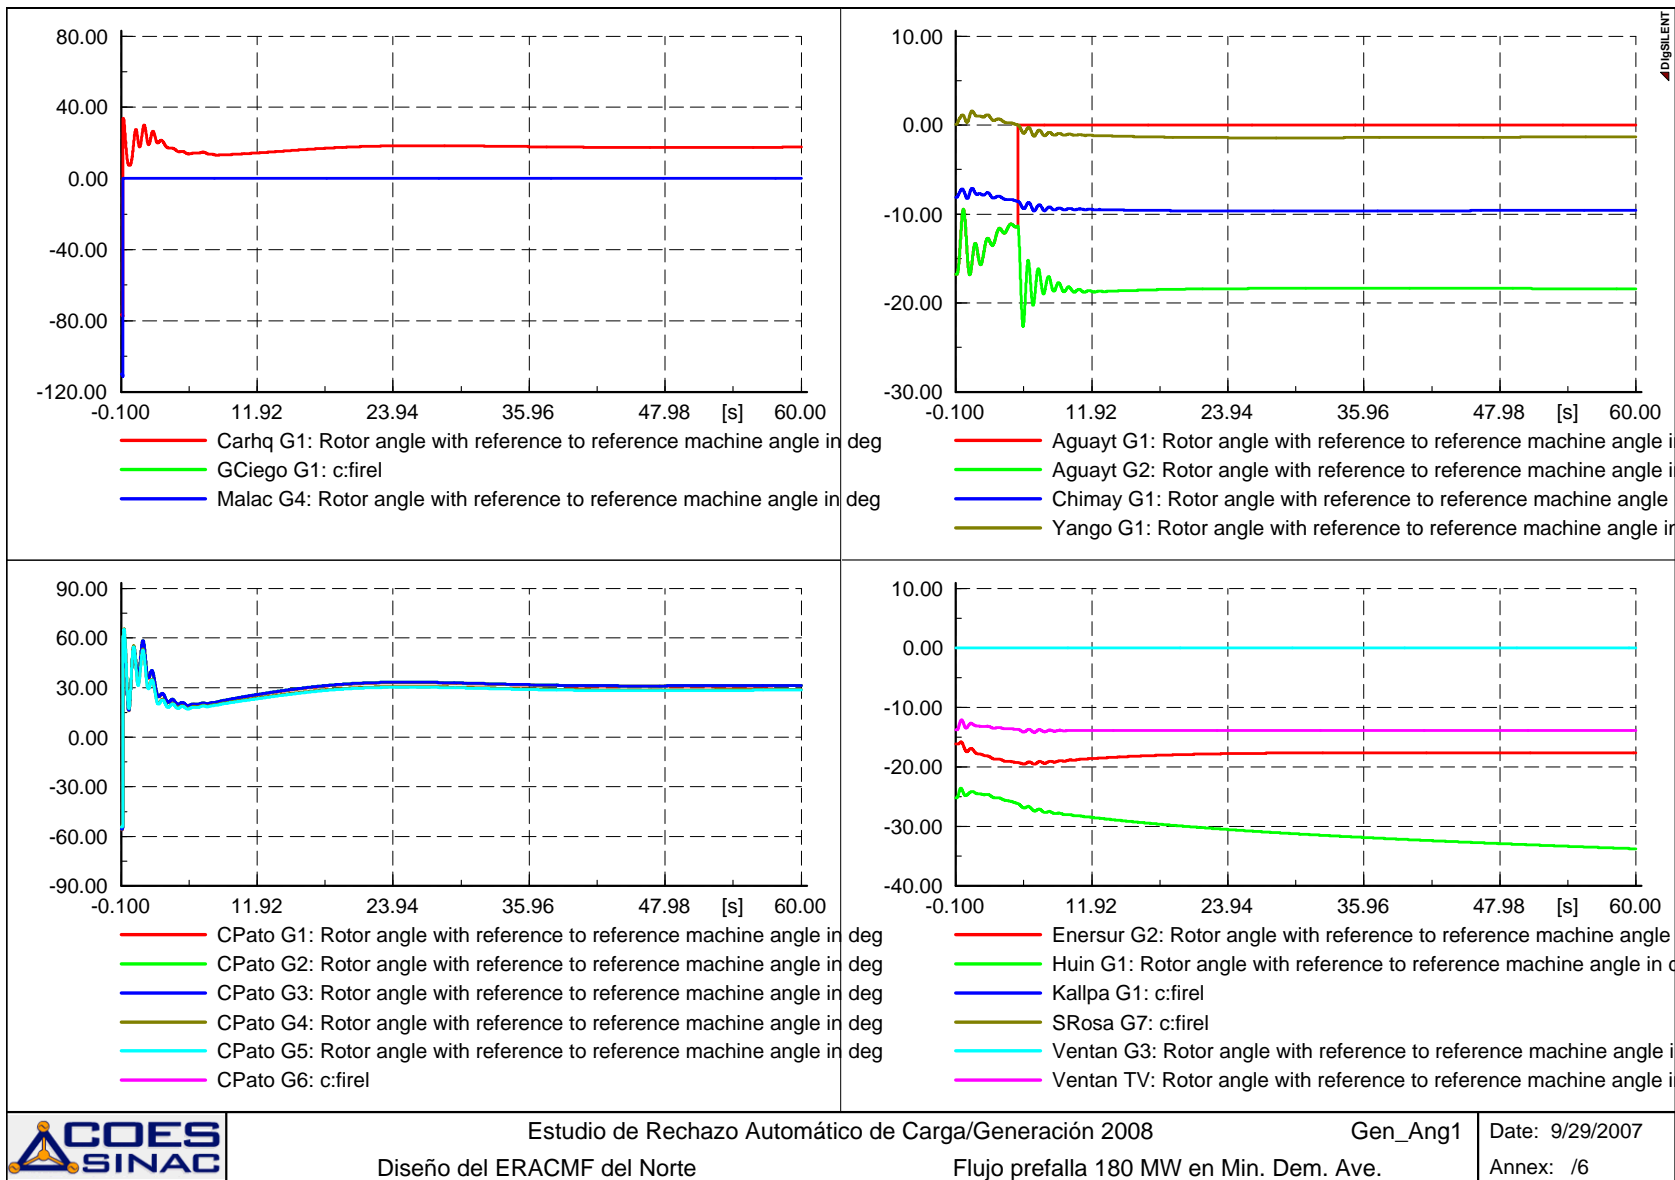 DIgSILENT
80.00
40.00
0.00
-40.00
-80.00
-120.00
-0.100 11.92 23.94 35.96 47.98 [s] 60.00
Carhq G1: Rotor angle with reference to reference machine angle in deg
GCiego G1: c:firel
Malac G4: Rotor angle with reference to reference machine angle in deg
10.00
0.00
-10.00
-20.00
-30.00
-0.100 11.92 23.94 35.96 47.98 [s] 60.00
Aguayt G1: Rotor angle with reference to reference machine angle i
Aguayt G2: Rotor angle with reference to reference machine angle i
Chimay G1: Rotor angle with reference to reference machine angle
Yango G1: Rotor angle with reference to reference machine angle in
90.00
60.00
30.00
0.00
-30.00
-60.00
-90.00
-0.100 11.92 23.94 35.96 47.98 [s] 60.00
CPato G1: Rotor angle with reference to reference machine angle in deg
CPato G2: Rotor angle with reference to reference machine angle in deg
CPato G3: Rotor angle with reference to reference machine angle in deg
CPato G4: Rotor angle with reference to reference machine angle in deg
CPato G5: Rotor angle with reference to reference machine angle in deg
CPato G6: c:firel
10.00
0.00
-10.00
-20.00
-30.00
-40.00
-0.100 11.92 23.94 35.96 47.98 [s] 60.00
Enersur G2: Rotor angle with reference to reference machine angle
Huin G1: Rotor angle with reference to reference machine angle in d
Kallpa G1: c:firel
SRosa G7: c:firel
Ventan G3: Rotor angle with reference to reference machine angle i
Ventan TV: Rotor angle with reference to reference machine angle i
COES
SINAC
Estudio de Rechazo Automático de Carga/Generación 2008 Gen_Ang1
Diseño del ERACMF del Norte Flujo prefalla 180 MW en Min. Dem. Ave.
Date: 9/29/2007
Annex: /6